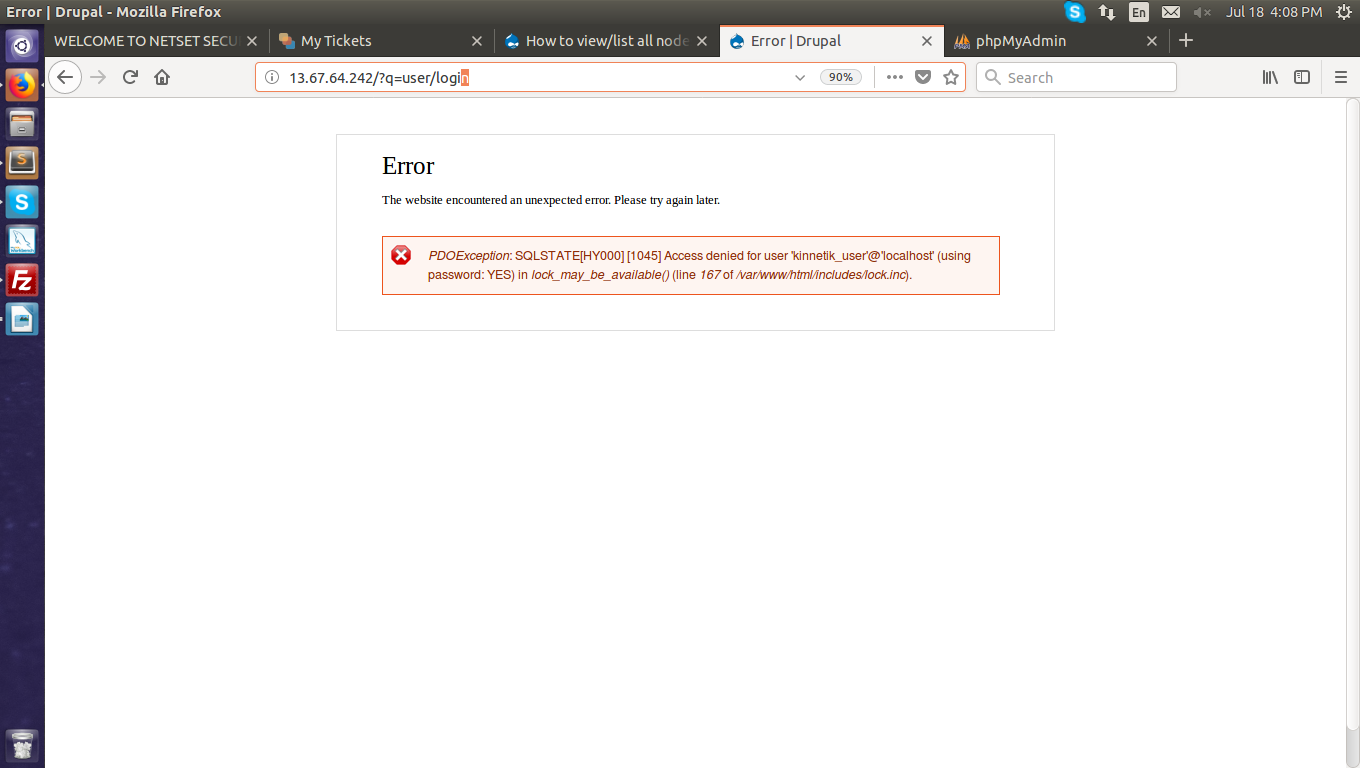 Error | Drupal - Mozilla Firefox
En
Jul 18 4:08 PM
WELCOME TO NETSET SECU
My Tickets
How to view/list all node
Error | Drupal
phpMyAdmin
13.67.64.242/?q=user/login
90%
Search
Error
The website encountered an unexpected error. Please try again later.
PDOException: SQLSTATE[HY000] [1045] Access denied for user 'kinnetik_user'@'localhost' (using
password: YES) in lock_may_be_available() (line 167 of /var/www/html/includes/lock.inc).